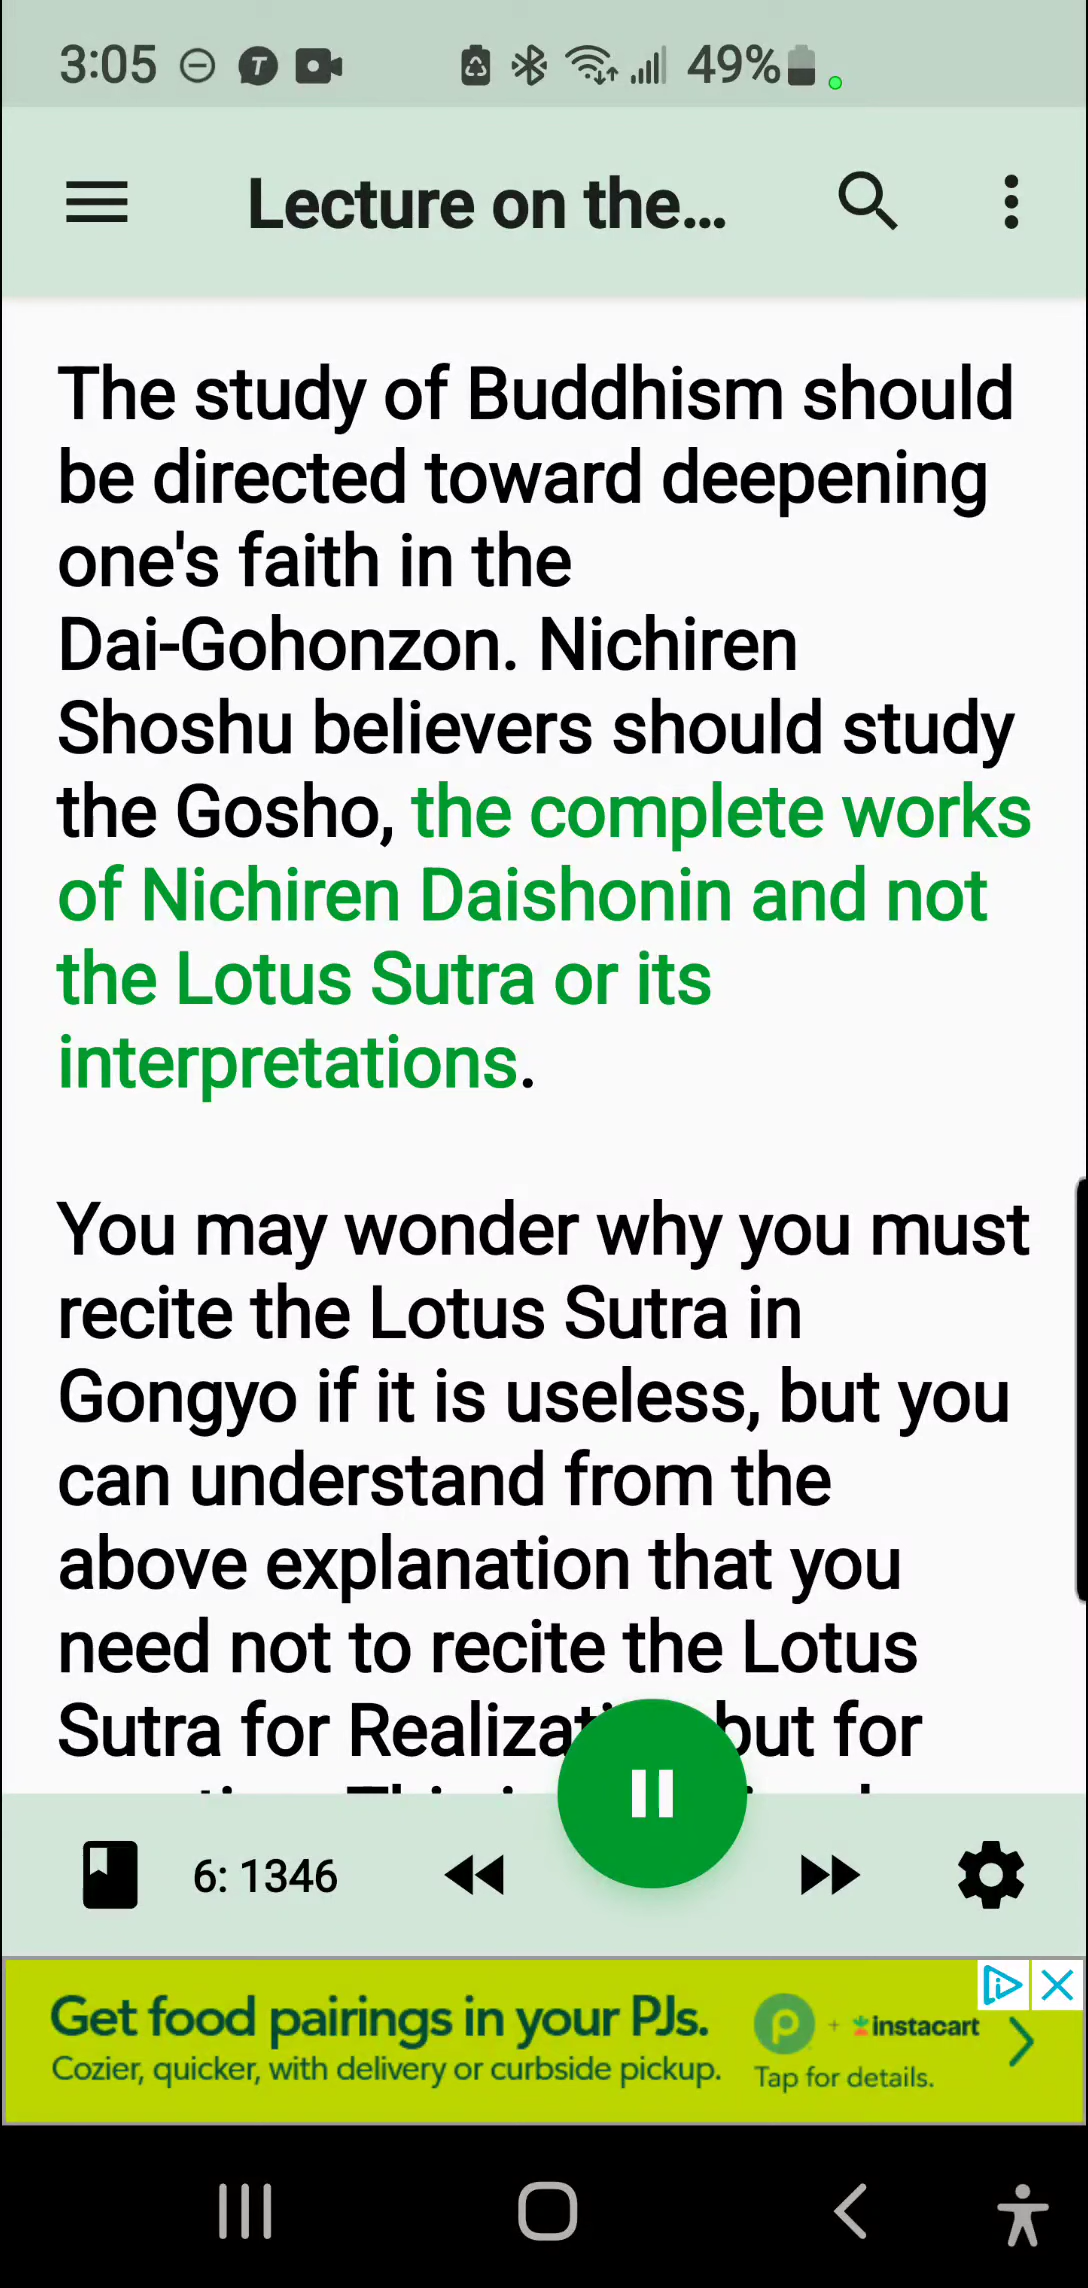 3:05
49%
Lecture on the...
The study of Buddhism should
be directed toward deepening
one's faith in the
Dai-Gohonzon. Nichiren
Shoshu believers should study
the Gosho, the complete works
of Nichiren Daishonin and not
the Lotus Sutra or its
interpretations.
You may wonder why you must
recite the Lotus Sutra in
Gongyo if it is useless, but you
can understand from the
above explanation that you
need not to recite the Lotus
Sutra for but for
6: 1346
Get food pairings in your PJs.
Cozier, quicker, with delivery or curbside pickup.
P + instacart
Tap for details.